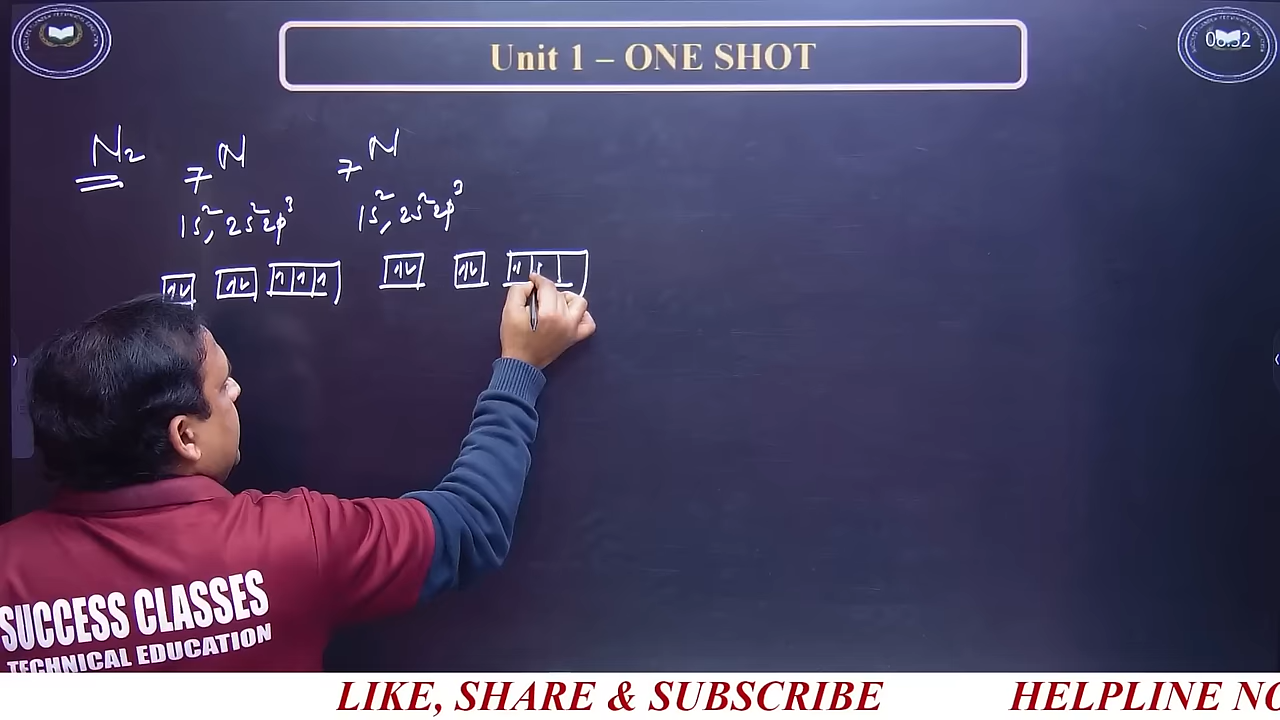 Unit 1 – ONE SHOT
06:52
N₂ ₇N ₇N
1s², 2s² 2p³ 1s², 2s² 2p³
SUCCESS CLASSES
TECHNICAL EDUCATION
LIKE, SHARE & SUBSCRIBE HELPLINE NO